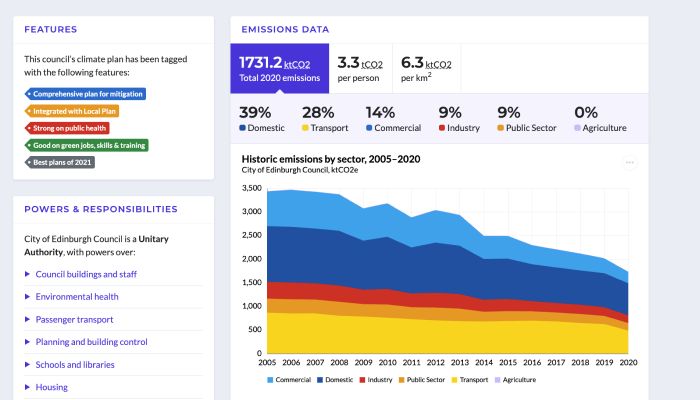 FEATURES
This council's climate plan has been tagged
with the following features:
Comprehensive plan for mitigation
Integrated with Local Plan
Strong on public health
Good on green jobs, skills & training
Best plans of 2021
POWERS & RESPONSIBILITIES
City of Edinburgh Council is a Unitary
Authority, with powers over:
Council buildings and staff
Environmental health
Passenger transport
Planning and building control
Schools and libraries
Housing
EMISSIONS DATA
1731.2 ktCO2
Total 2020 emissions
3.3 tCO2
per person
6.3 ktCO2
per km2
39%
Domestic
28%
Transport
14%
Commercial
9%
Industry
9%
Public Sector
0%
Agriculture
Historic emissions by sector, 2005–2020
City of Edinburgh Council, ktCO2e
3,500
3,000
2,500
2,000
1,500
1,000
500
0
2005 2006 2007 2008 2009 2010 2011 2012 2013 2014 2015 2016 2017 2018 2019 2020
Commercial Domestic Industry Public Sector Transport Agriculture